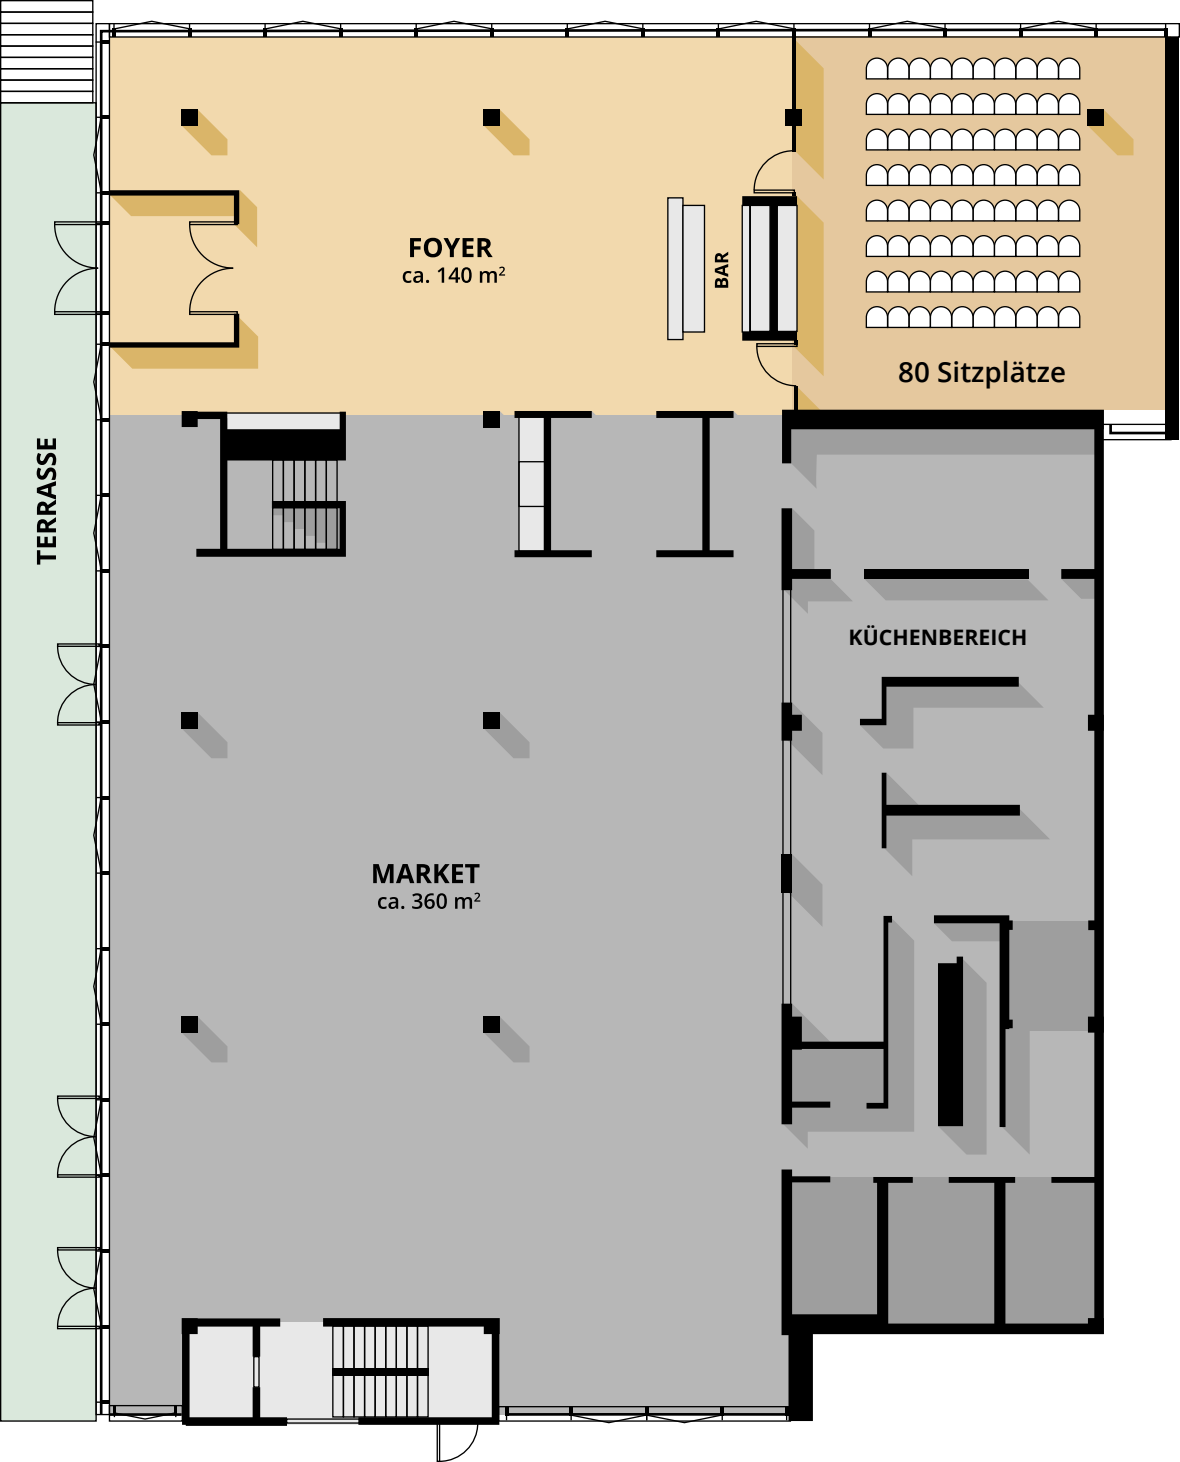 FOYER
ca. 140 m²
BAR
80 Sitzplätze
TERRASSE
KÜCHENBEREICH
MARKET
ca. 360 m²